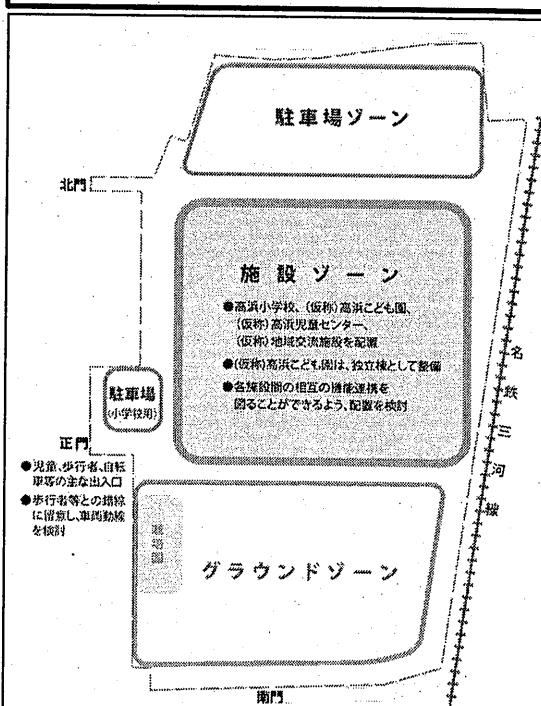 駐車場ゾーン
北門
施設ゾーン
●高浜小学校、(仮称)高浜こども園、
(仮称)高浜児童センター、
(仮称)地域交流施設を配置
●(仮称)高浜こども園は、独立棟として整備
●各施設間の相互の機能連携を
図ることができるよう、配置を検討
名鉄三河線
駐車場
(小学校用)
正門
●児童、歩行者、自転
車等の主な出入口
●歩行者等との錯綜
に留意し、車両動線
を検討
グラウンドゾーン
南門